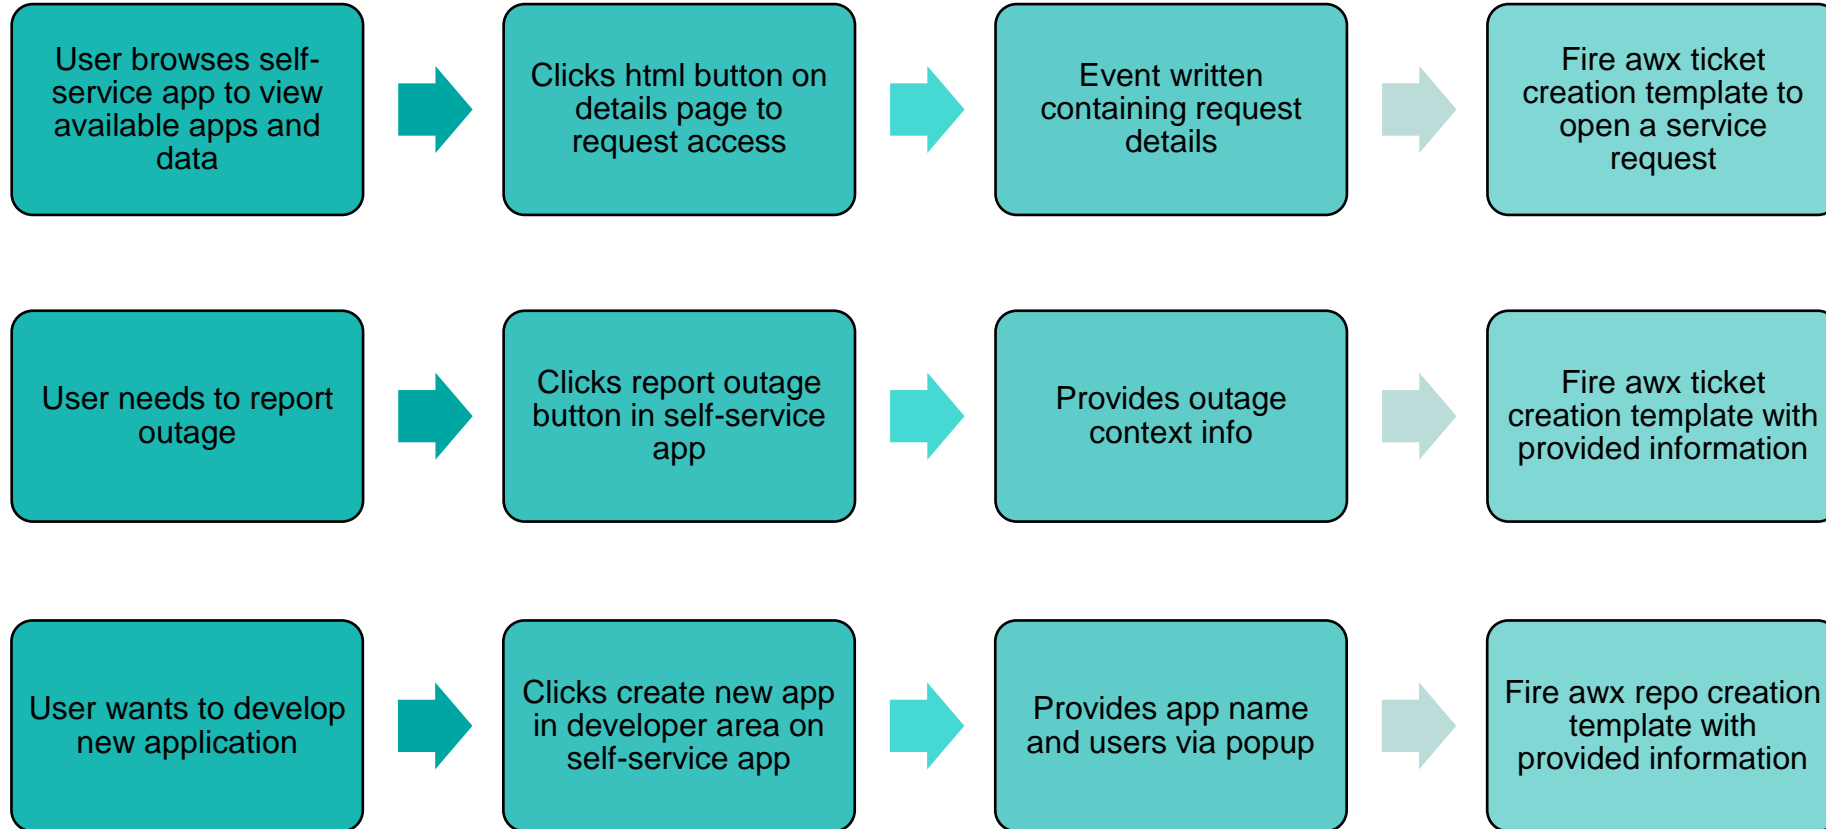 User browses self-
service app to view
available apps and
data
Clicks html button on
details page to
request access
Event written
containing request
details
Fire awx ticket
creation template to
open a service
request
User needs to report
outage
Clicks report outage
button in self-service
app
Provides outage
context info
Fire awx ticket
creation template with
provided information
User wants to develop
new application
Clicks create new app
in developer area on
self-service app
Provides app name
and users via popup
Fire awx repo creation
template with
provided information